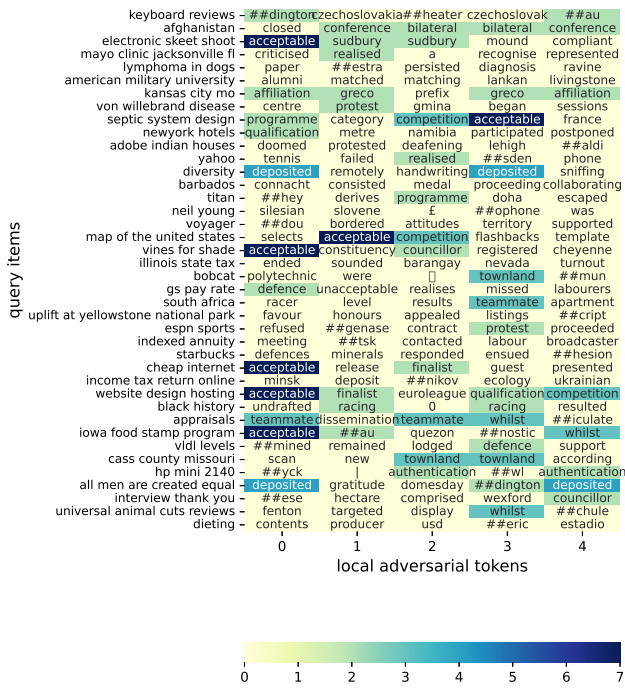 keyboard reviews ##dington czechoslovakia ##heater czechoslovak ##au
afghanistan closed conference bilateral bilateral conference
electronic skeet shoot acceptable sudbury sudbury mound compliant
mayo clinic jacksonville fl criticised realised a recognise represented
lymphoma in dogs paper ##estra persisted diagnosis ravine
american military university alumni matched matching liankan livingstone
kansas city mo affiliation greco prefix greco affiliation
von willebrand disease centre protest gmina began sessions
septic system design programme category competition acceptable france
newyork hotels qualification metre namibia participated postponed
adobe indian houses doomed protested deafening lehigh ##aldi
yahoo tennis failed realised ##sden phone
diversity deposited remotely handwriting deposited sniffing
barbados connacht consisted medal proceeding collaborating
titan ##hey derives programme doha escaped
neil young silesian slovene £ ##ophone was
voyager ##dou bordered attitudes territory supported
map of the united states selects acceptable competition flashbacks template
vines for shade acceptable constituency councillor registered cheyenne
illinois state tax ended sounded barangay nevada turnout
bobcat polytechnic were townland ##mun
gs pay rate defence unacceptable realises missed labourers
south africa racer level results teammate apartment
uplift at yellowstone national park favour honours appealed listings ##cript
espn sports refused ##genase contract protest proceeded
indexed annuity meeting ##tsk contacted labour broadcaster
starbucks defences minerals responded ensued ##hesion
cheap internet acceptable release finalist guest presented
income tax return online minsk deposit ##nikov ecology ukrainian
website design hosting acceptable finalist euroleague qualification competition
black history undrafted racing 0 racing resulted
appraisals teammate dissemination teammate whilst ##iculate
iowa food stamp program acceptable ##au quezon ##nostic whilst
vldl levels ##mined remained lodged defence support
cass county missouri scan new townland townland according
hp mini 2140 ##yck | authentication ##wl authentication
all men are created equal deposited gratitude domesday ##dington deposited
interview thank you ##ese hectare comprised wexford councillor
universal animal cuts reviews fenton targeted display whilst ##chule
dieting contents producer usd ##eric estadio
query items
0 1 2 3 4
local adversarial tokens
0 1 2 3 4 5 6 7